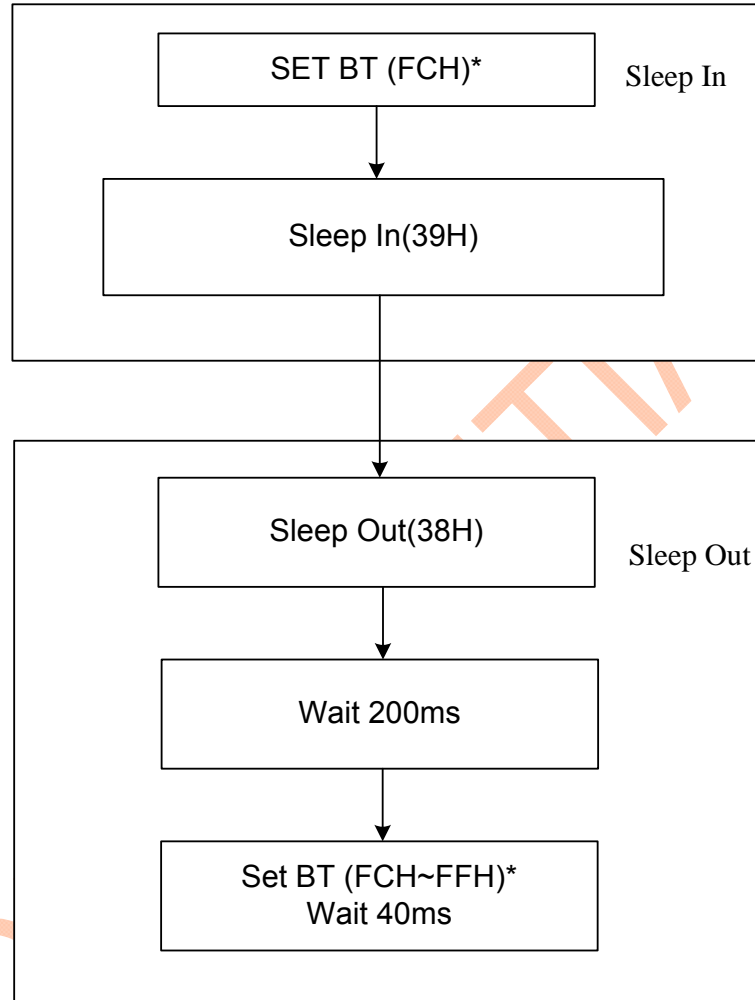 SET BT (FCH)*
Sleep In
Sleep In(39H)
Sleep Out(38H)
Sleep Out
Wait 200ms
Set BT (FCH~FFH)*
Wait 40ms